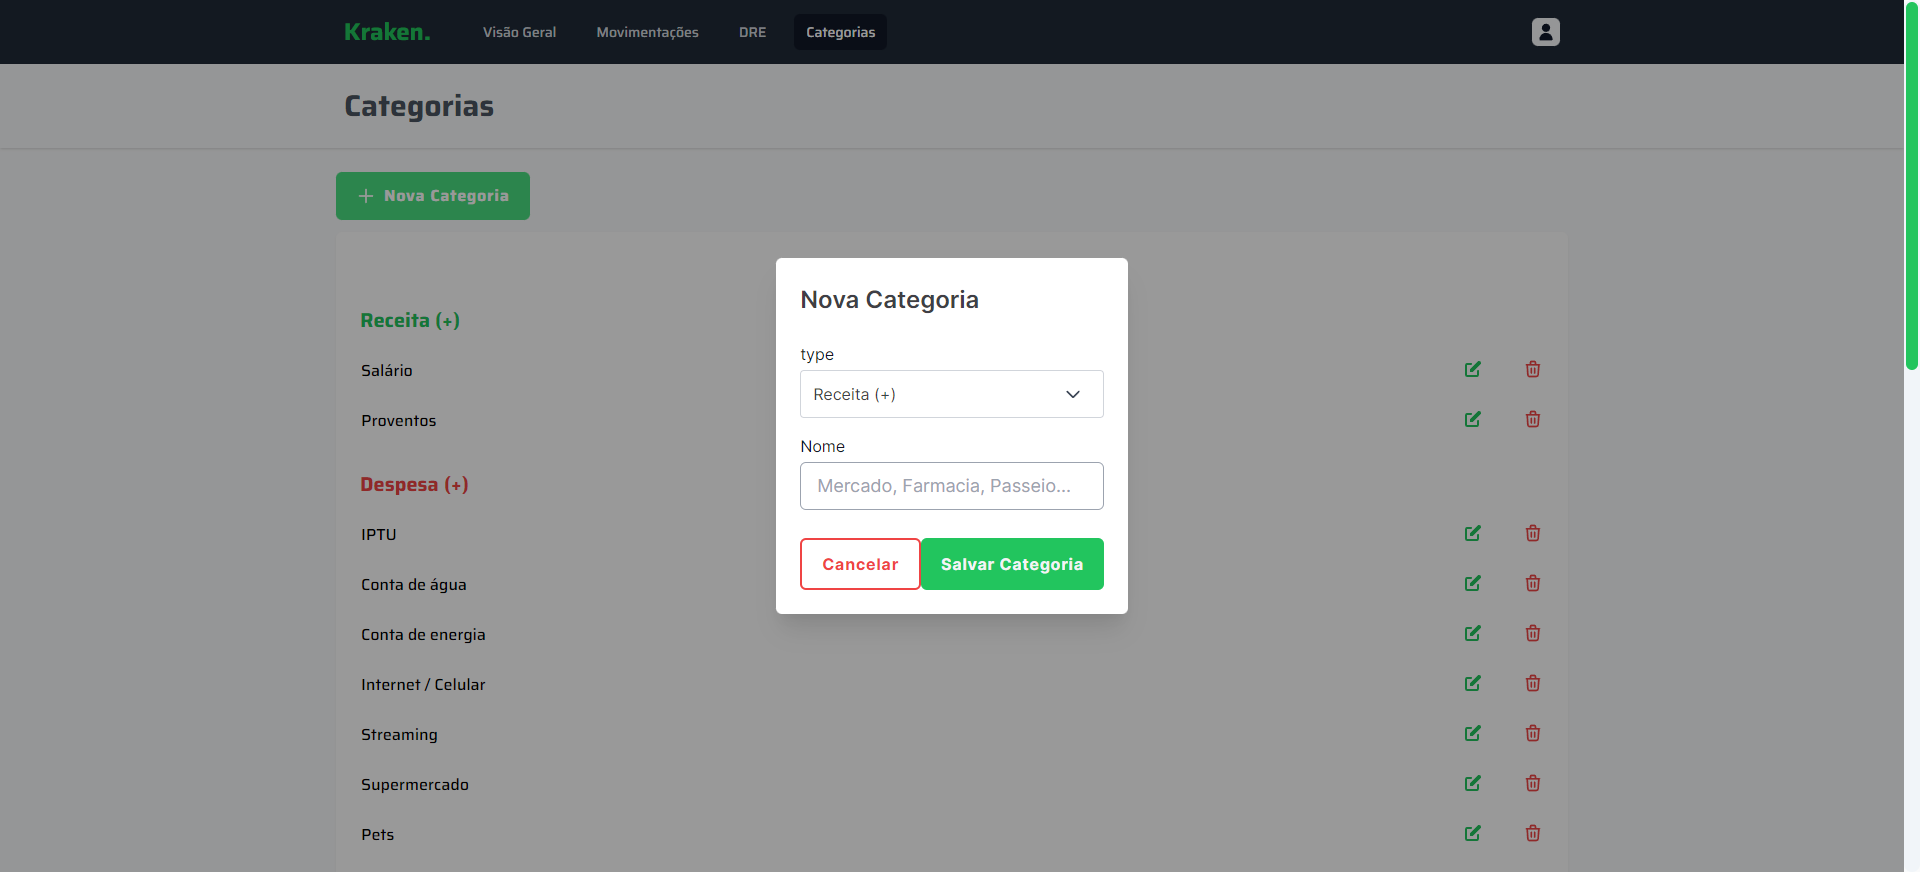 Kraken. Visão Geral Movimentações DRE Categorias
Categorias
Nova Categoria
Receita (+)
Salário
Proventos
Despesa (+)
IPTU
Conta de água
Conta de energia
Internet / Celular
Streaming
Supermercado
Pets
Nova Categoria
type
Receita (+)
Nome
Mercado, Farmacia, Passeio...
Cancelar Salvar Categoria